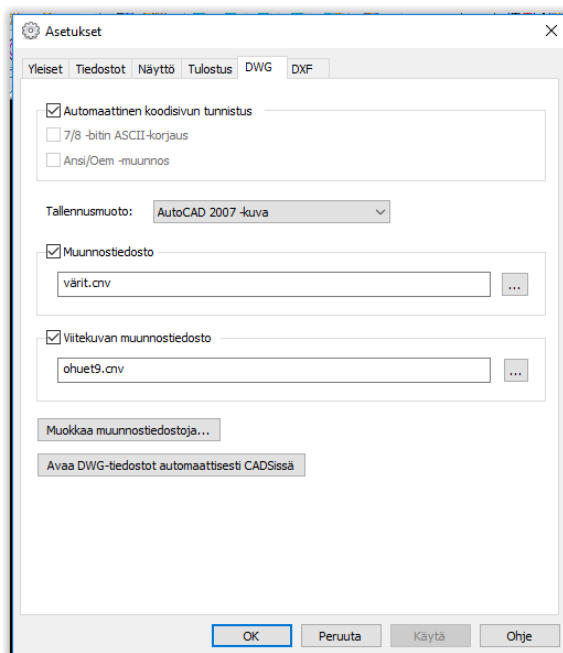 Asetukset
Yleiset Tiedostot Näyttö Tulostus DWG DXF
Automaattinen koodisivun tunnistus
7/8 -bitin ASCII-korjaus
Ansi/Oem -muunnos
Tallennusmuoto: AutoCAD 2007 -kuva
Muunnostiedosto
värit.cnv
...
Viitekuvan muunnostiedosto
ohuet9.cnv
...
Muokkaa muunnostiedostoja...
Avaa DWG-tiedostot automaattisesti CADSissä
OK Peruuta Käytä Ohje